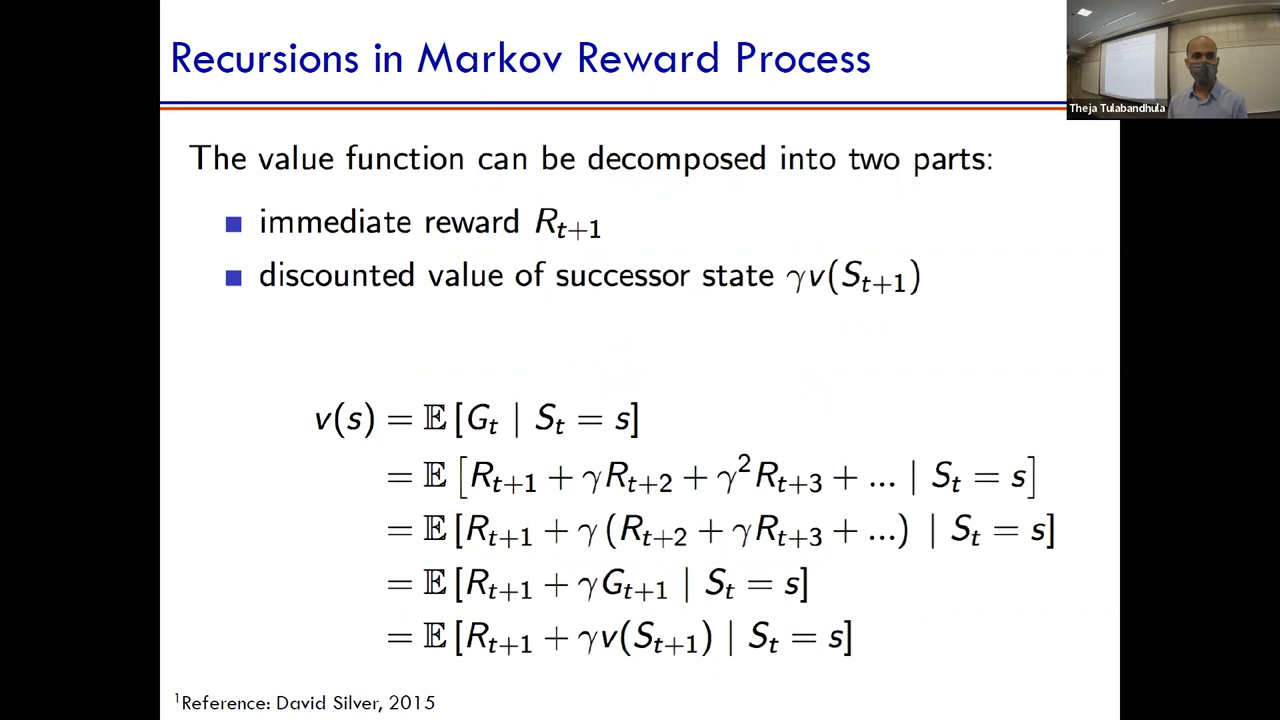 Recursions in Markov Reward Process
Theja Tulabandhula
The value function can be decomposed into two parts:
immediate reward R_{t+1}
discounted value of successor state γv(S_{t+1})
v(s) = 𝔼 [G_t | S_t = s]
= 𝔼 [R_{t+1} + γR_{t+2} + γ²R_{t+3} + ... | S_t = s]
= 𝔼 [R_{t+1} + γ (R_{t+2} + γR_{t+3} + ...) | S_t = s]
= 𝔼 [R_{t+1} + γG_{t+1} | S_t = s]
= 𝔼 [R_{t+1} + γv(S_{t+1}) | S_t = s]
¹Reference: David Silver, 2015